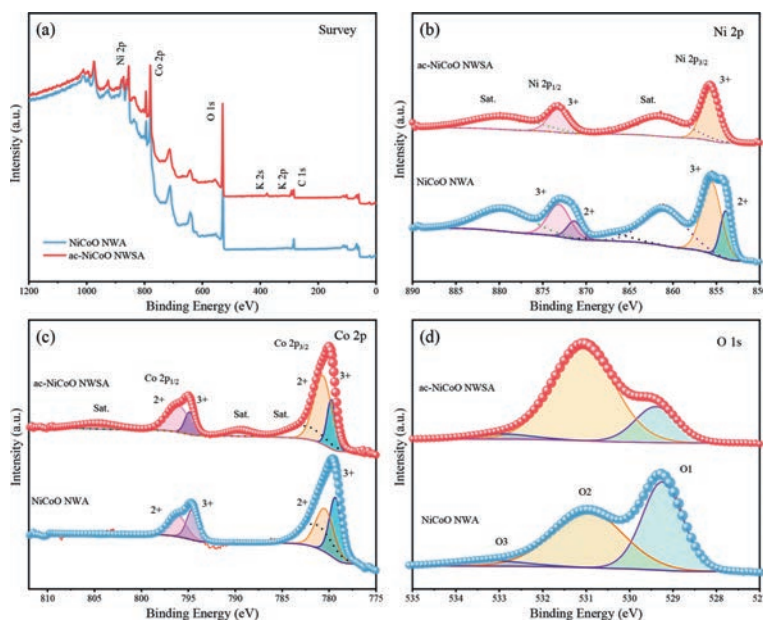 (a)
Survey
Ni 2p
Co 2p
O 1s
K 2s
K 2p
C 1s
NiCoO NWA
ac-NiCoO NWSA
Intensity (a.u.)
1200 1000 800 600 400 200 0
Binding Energy (eV)
(b)
Ni 2p
ac-NiCoO NWSA
Ni 2p3/2
Ni 2p1/2
3+
Sat.
3+
Sat.
NiCoO NWA
3+
2+
3+
2+
Intensity (a.u.)
890 885 880 875 870 865 860 855 850
Binding Energy (eV)
(c)
Co 2p
Co 2p3/2
ac-NiCoO NWSA
Co 2p1/2
2+
3+
Sat.
2+
3+
Sat.
Sat.
NiCoO NWA
2+
3+
2+
3+
Intensity (a.u.)
810 805 800 795 790 785 780 775
Binding Energy (eV)
(d)
O 1s
ac-NiCoO NWSA
NiCoO NWA
O3
O2
O1
Intensity (a.u.)
535 534 533 532 531 530 529 528
Binding Energy (eV)